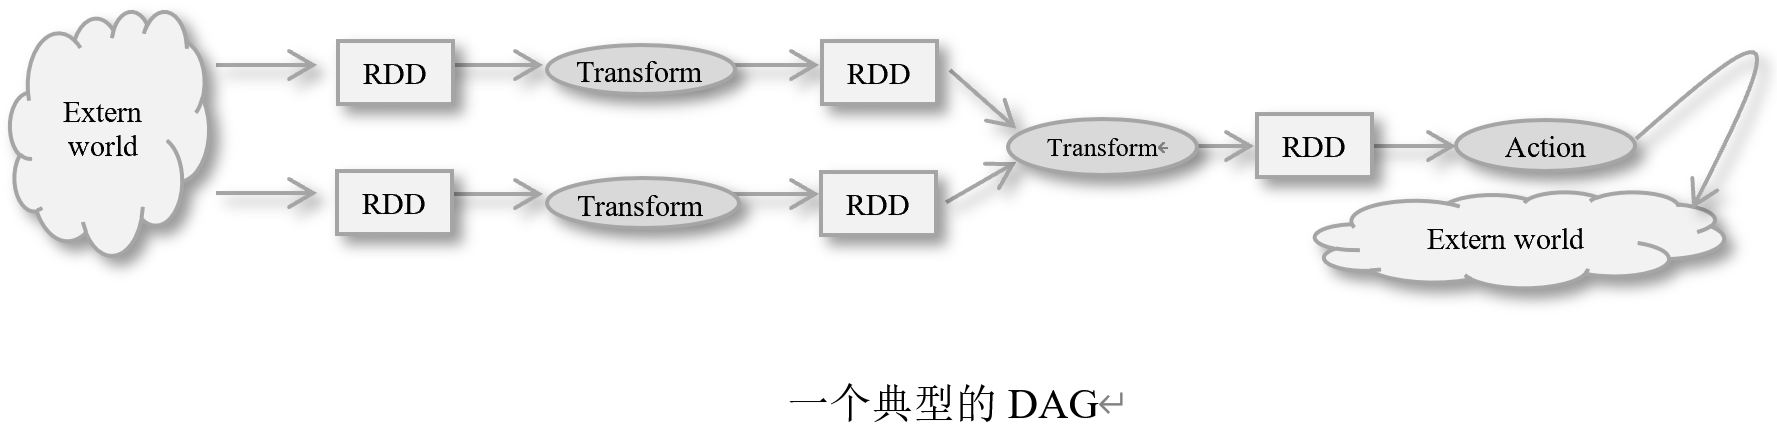 Extern
world
RDD
Transform
RDD
RDD
Transform
RDD
Transform
RDD
Action
Extern world
一个典型的 DAG